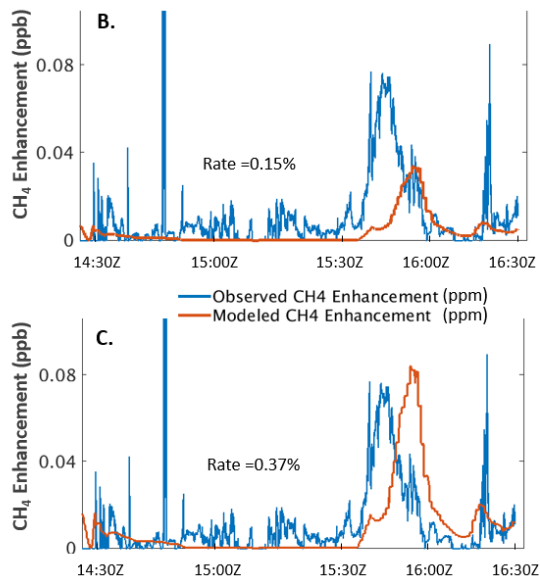 B.
CH4 Enhancement (ppb)
0.08
0.04
0
Rate =0.15%
14:30Z 15:00Z 15:30Z 16:00Z 16:30Z
Observed CH4 Enhancement (ppm)
Modeled CH4 Enhancement (ppm)
C.
CH4 Enhancement (ppb)
0.08
0.04
0
Rate =0.37%
14:30Z 15:00Z 15:30Z 16:00Z 16:30Z